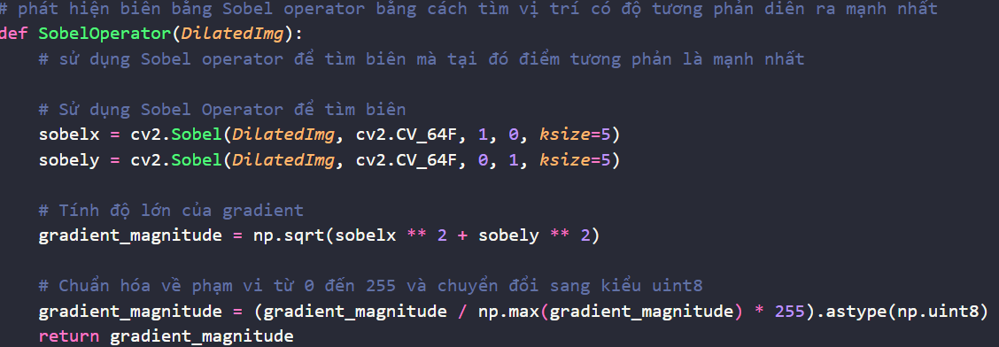 # phát hiện biên bằng Sobel operator bằng cách tìm vị trí có độ tương phản diễn ra mạnh nhất
def SobelOperator(DilatedImg):
    # sử dụng Sobel operator để tìm biên mà tại đó điểm tương phản là mạnh nhất
    # Sử dụng Sobel Operator để tìm biên
    sobelx = cv2.Sobel(DilatedImg, cv2.CV_64F, 1, 0, ksize=5)
    sobely = cv2.Sobel(DilatedImg, cv2.CV_64F, 0, 1, ksize=5)
    # Tính độ lớn của gradient
    gradient_magnitude = np.sqrt(sobelx ** 2 + sobely ** 2)
    # Chuẩn hóa về phạm vi từ 0 đến 255 và chuyển đổi sang kiểu uint8
    gradient_magnitude = (gradient_magnitude / np.max(gradient_magnitude) * 255).astype(np.uint8)
    return gradient_magnitude